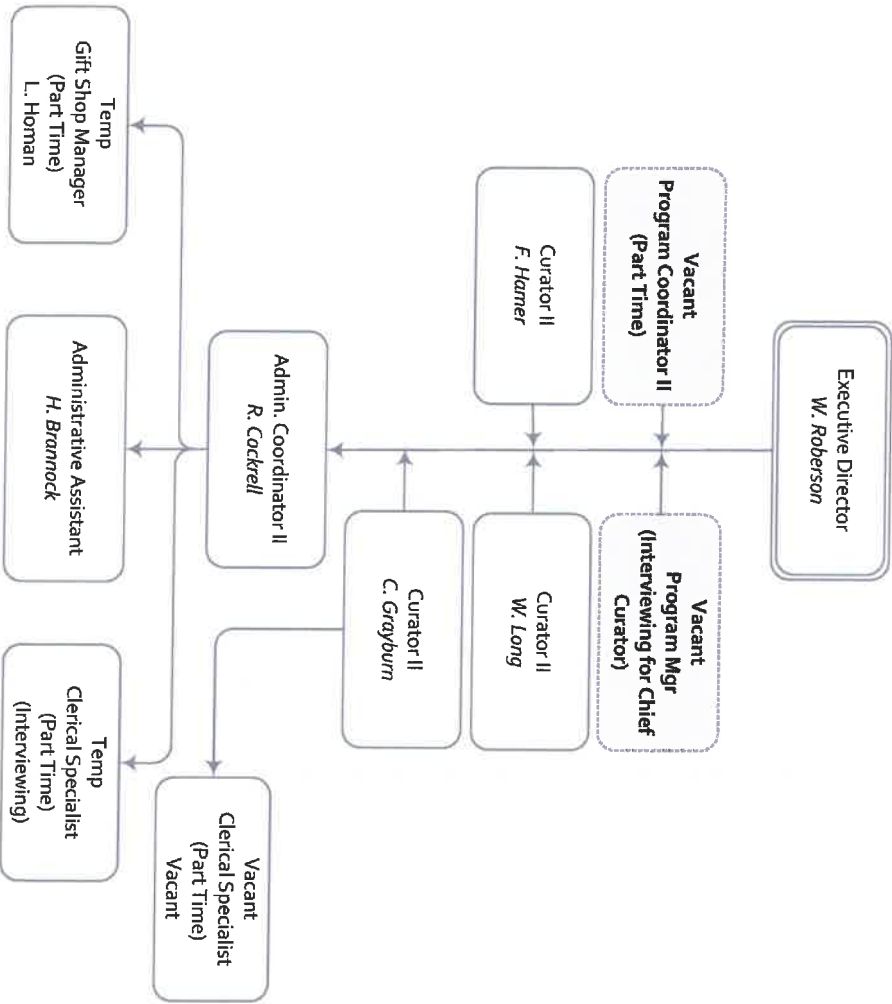 Executive Director
W. Roberson
Vacant
Program Coordinator II
(Part Time)
Vacant
Program Mgr
(Interviewing for Chief
Curator)
Curator II
F. Hamer
Curator II
W. Long
Curator II
C. Grayburn
Admin. Coordinator II
R. Cockrell
Vacant
Clerical Specialist
(Part Time)
Vacant
Temp
Gift Shop Manager
(Part Time)
L. Homan
Administrative Assistant
H. Brannock
Temp
Clerical Specialist
(Part Time)
(Interviewing)